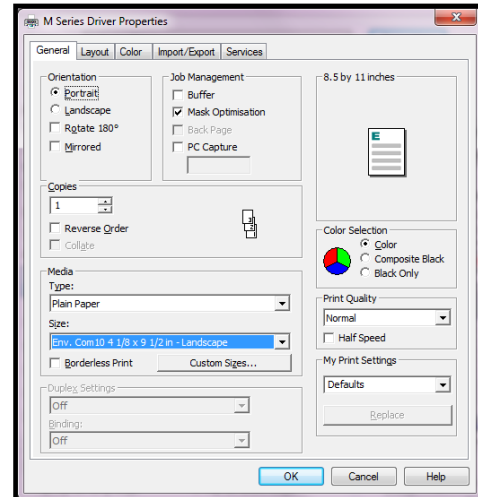 M Series Driver Properties
General Layout Color Import/Export Services
Orientation
Portrait
Landscape
Rotate 180°
Mirrored
Job Management
Buffer
Mask Optimisation
Back Page
PC Capture
8.5 by 11 inches
E
Copies
1
Reverse Order
Collate
3
2
1
Color Selection
Color
Composite Black
Black Only
Media
Type:
Plain Paper
Size:
Env. Com10 4 1/8 x 9 1/2 in - Landscape
Borderless Print
Custom Sizes...
Print Quality
Normal
Half Speed
My Print Settings
Defaults
Replace
Duplex Settings
Off
Binding:
Off
OK Cancel Help